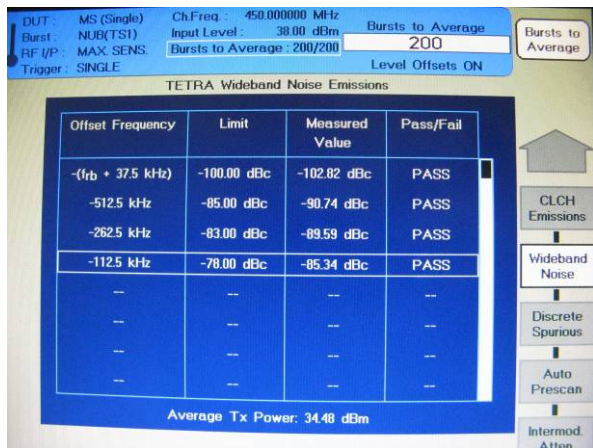 DUT : MS (Single) Ch.Freq. : 450.000000 MHz
Burst : NUB(TS1) Input Level : 38.00 dBm
RF I/P : MAX. SENS. Bursts to Average : 200/200
Trigger : SINGLE
Bursts to Average
200
Level Offsets ON
Bursts to
Average
TETRA Wideband Noise Emissions
Offset Frequency Limit Measured Value Pass/Fail
-(frb + 37.5 kHz) -100.00 dBc -102.82 dBc PASS
-512.5 kHz -85.00 dBc -90.74 dBc PASS
-262.5 kHz -83.00 dBc -89.59 dBc PASS
-112.5 kHz -78.00 dBc -85.34 dBc PASS
-- -- -- --
-- -- -- --
-- -- -- --
-- -- -- --
Average Tx Power: 34.48 dBm
CLCH
Emissions
Wideband
Noise
Discrete
Spurious
Auto
Prescan
Intermod.
Atten